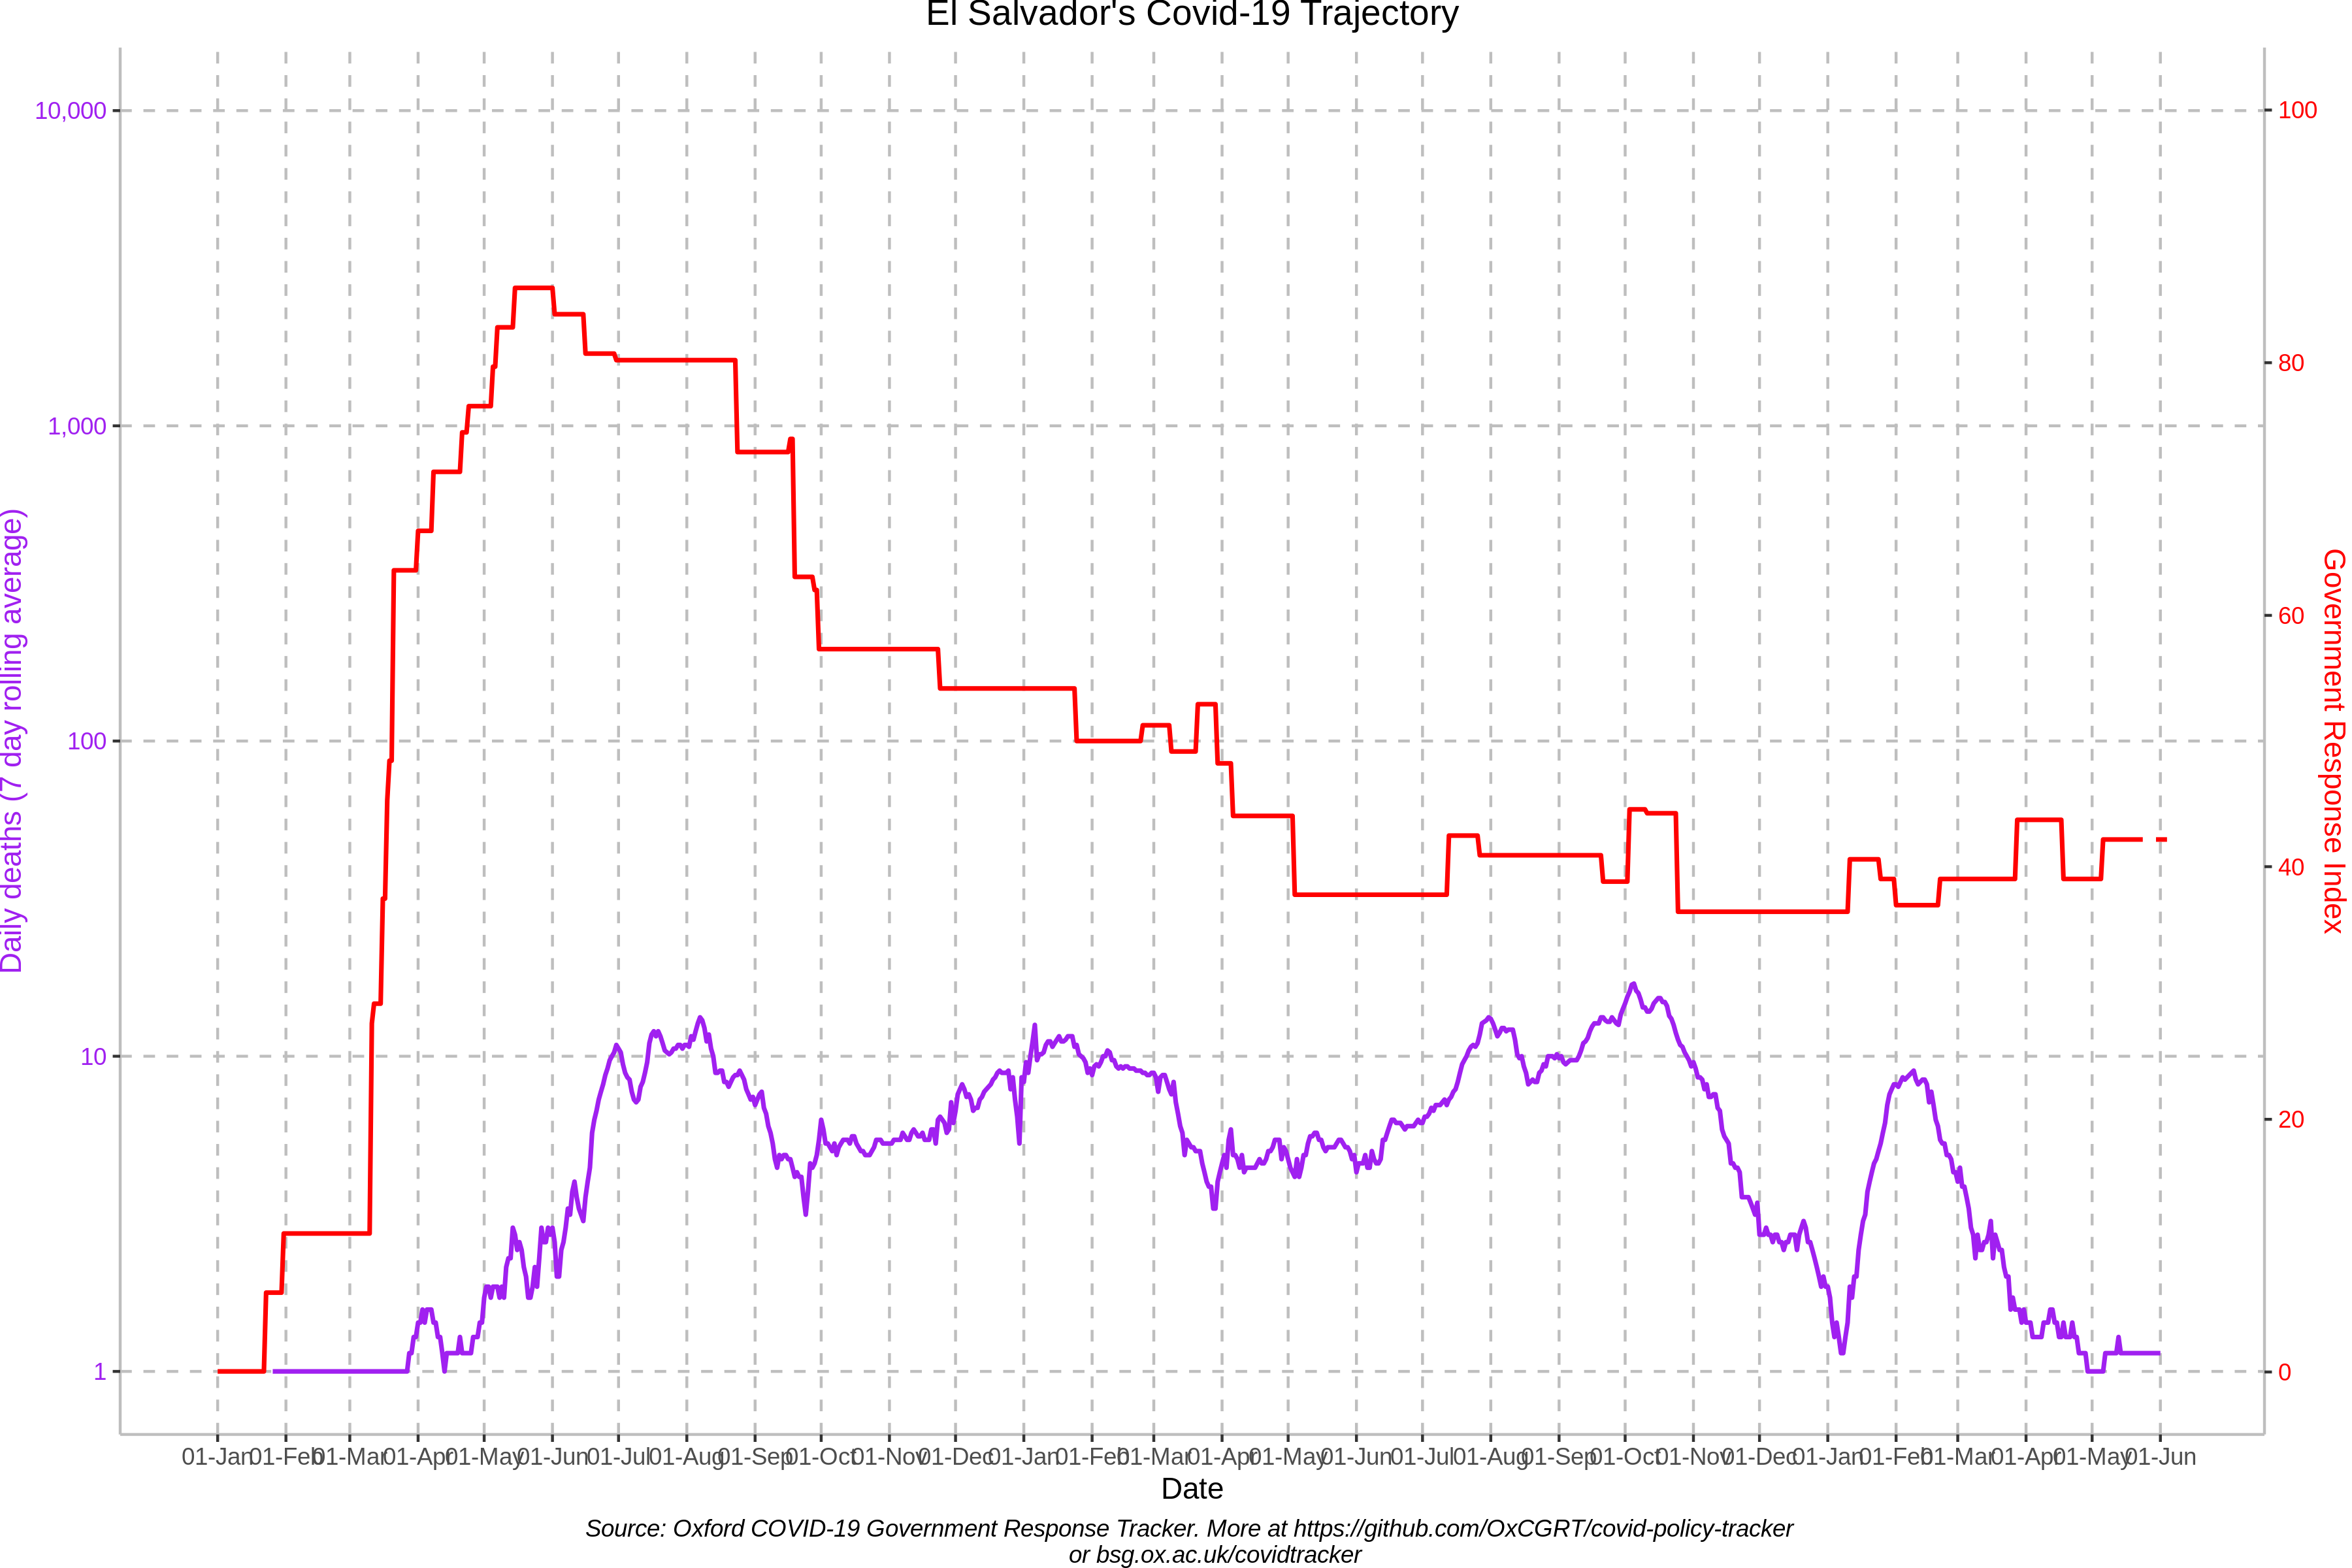 El Salvador's Covid-19 Trajectory
10,000
1,000
100
10
1
Daily deaths (7 day rolling average)
100
80
60
40
20
0
Government Response Index
01-Jan 01-Feb 01-Mar 01-Apr 01-May 01-Jun 01-Jul 01-Aug 01-Sep 01-Oct 01-Nov 01-Dec 01-Jan 01-Feb 01-Mar 01-Apr 01-May 01-Jun 01-Jul 01-Aug 01-Sep 01-Oct 01-Nov 01-Dec 01-Jan 01-Feb 01-Mar 01-Apr 01-May 01-Jun
Date
Source: Oxford COVID-19 Government Response Tracker. More at https://github.com/OxCGRT/covid-policy-tracker
or bsg.ox.ac.uk/covidtracker